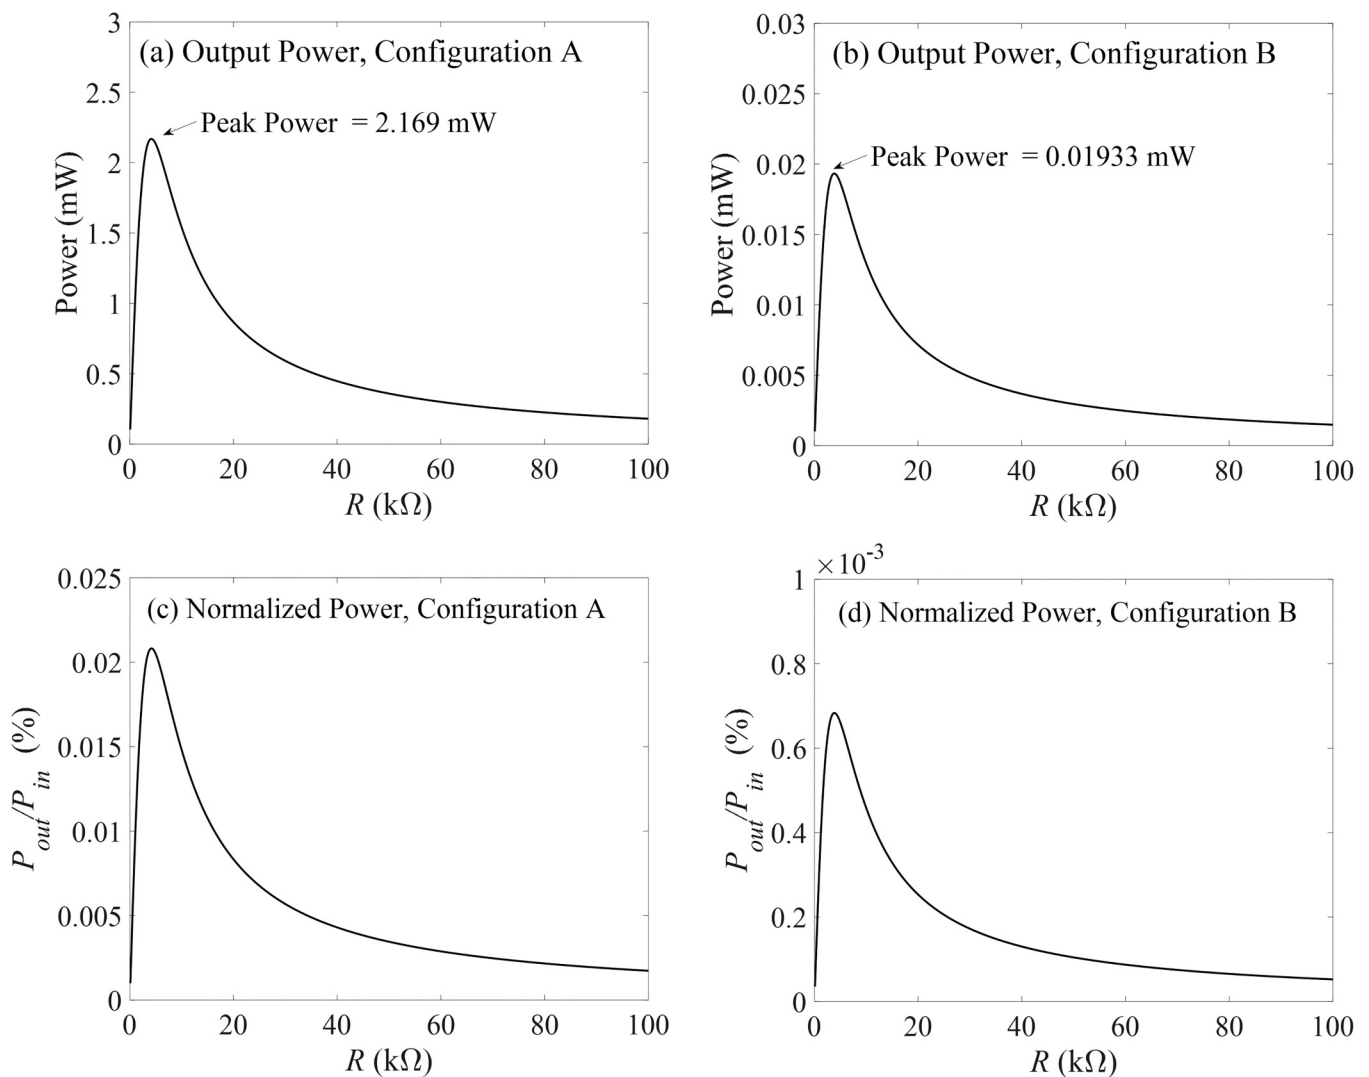 (a) Output Power, Configuration A
Peak Power = 2.169 mW
Power (mW)
3
2.5
2
1.5
1
0.5
0
0 20 40 60 80 100
R (kΩ)
(b) Output Power, Configuration B
Peak Power = 0.01933 mW
Power (mW)
0.03
0.025
0.02
0.015
0.01
0.005
0
0 20 40 60 80 100
R (kΩ)
(c) Normalized Power, Configuration A
P_out/P_in (%)
0.025
0.02
0.015
0.01
0.005
0
0 20 40 60 80 100
R (kΩ)
×10^-3
(d) Normalized Power, Configuration B
P_out/P_in (%)
1
0.8
0.6
0.4
0.2
0
0 20 40 60 80 100
R (kΩ)